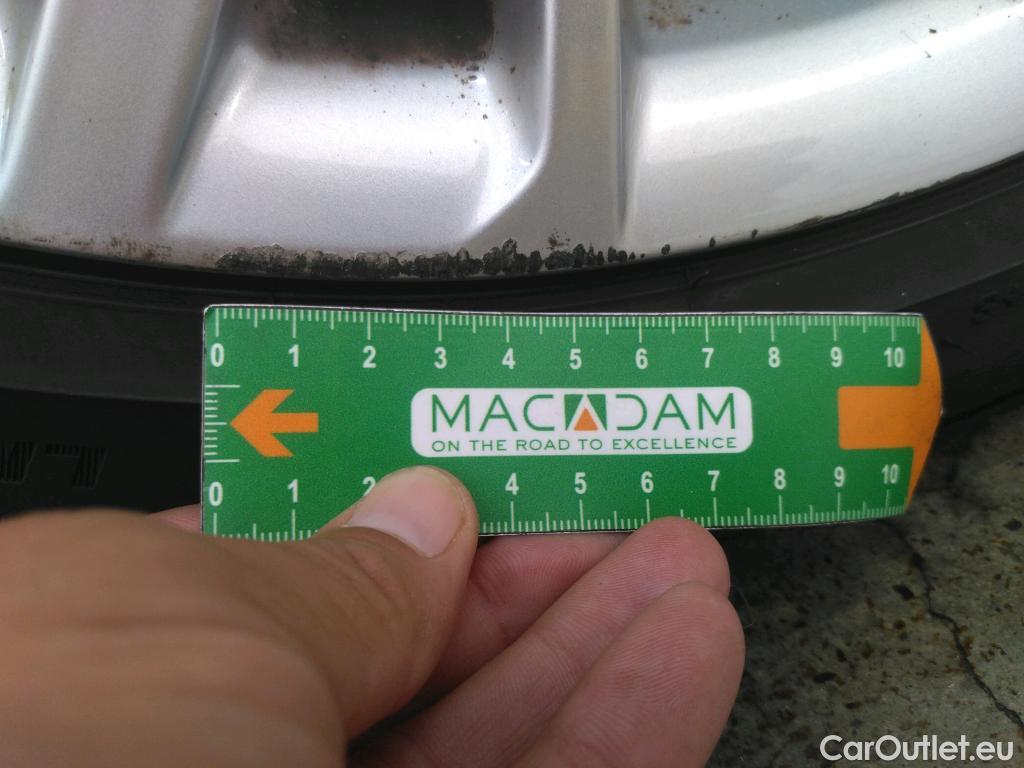 0 1 2 3 4 5 6 7 8 9 10
MACADAM
ON THE ROAD TO EXCELLENCE
0 1 2 4 5 6 7 8 9 10
CarOutlet.eu